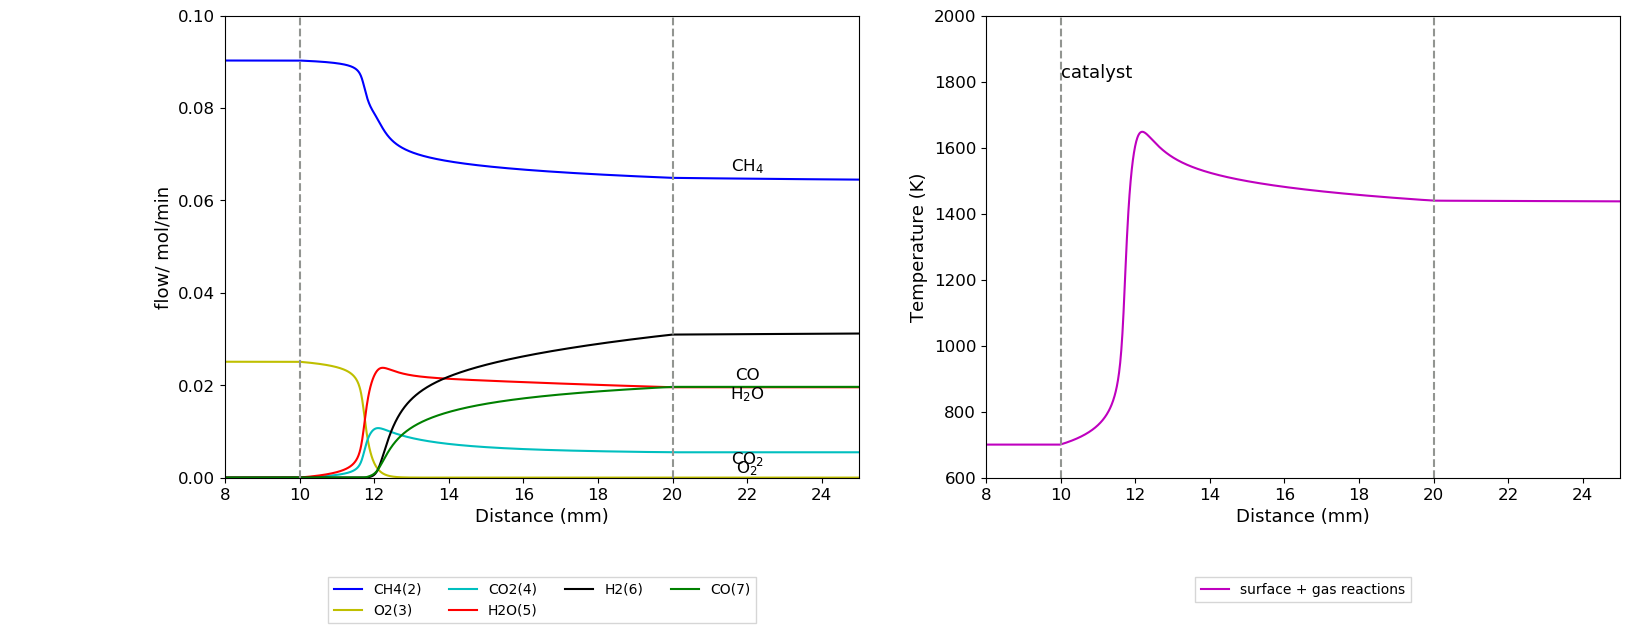 0.10
0.08
0.06
0.04
0.02
0.00
flow/ mol/min
CH₄
CO
H₂O
CO₂
O₂
8 10 12 14 16 18 20 22 24
Distance (mm)
CH4(2) CO2(4) H2(6) CO(7)
O2(3) H2O(5)
2000
1800
1600
1400
1200
1000
800
600
Temperature (K)
catalyst
8 10 12 14 16 18 20 22 24
Distance (mm)
surface + gas reactions